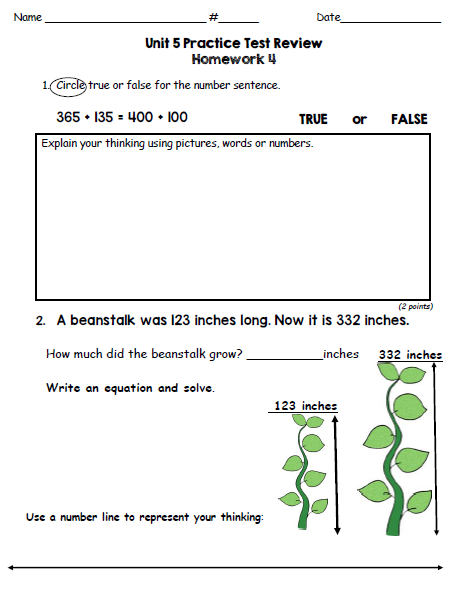 Name ________________________ #______ Date_______________
Unit 5 Practice Test Review
Homework 4
1. Circle true or false for the number sentence.
365 + 135 = 400 + 100 TRUE or FALSE
Explain your thinking using pictures, words or numbers.
(2 points)
2. A beanstalk was 123 inches long. Now it is 332 inches.
How much did the beanstalk grow? ___________inches
332 inches
Write an equation and solve.
123 inches
Use a number line to represent your thinking: